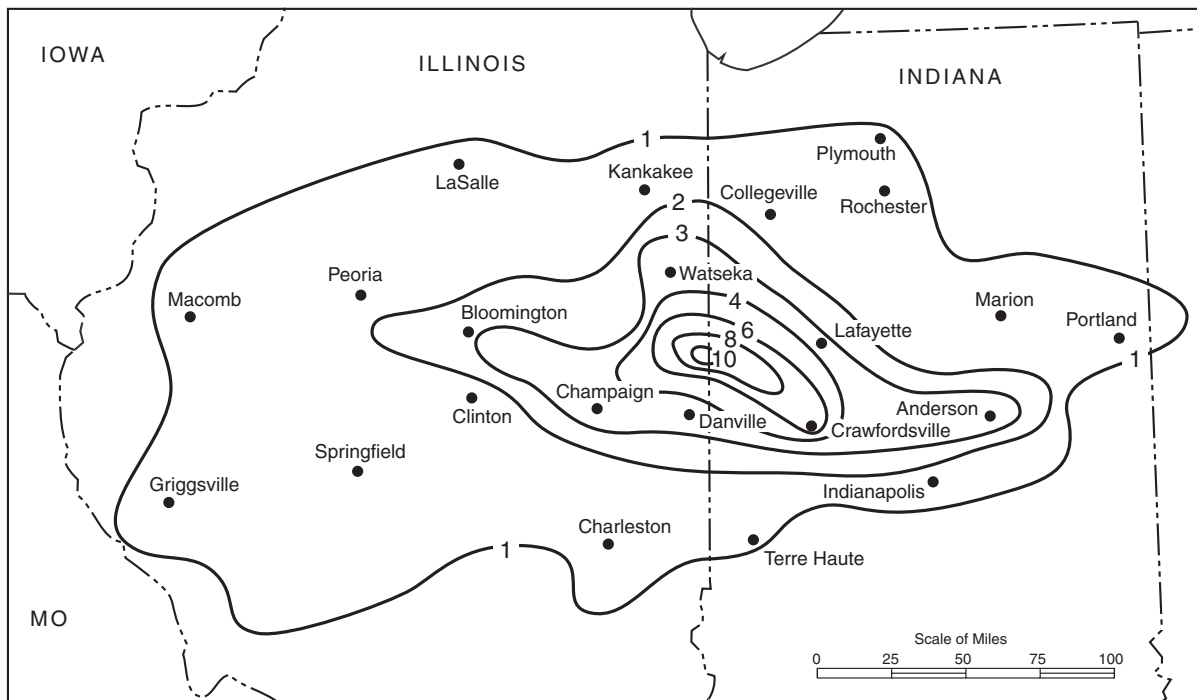 IOWA
ILLINOIS
INDIANA
1
Plymouth
LaSalle
Kankakee
Collegeville
2
Rochester
3
Watseka
Peoria
4
Macomb
Marion
Bloomington
6
Lafayette
Portland
8
10
1
Champaign
Clinton
Danville
Anderson
Crawfordsville
Springfield
Griggsville
Indianapolis
Charleston
1
Terre Haute
MO
Scale of Miles
0 25 50 75 100